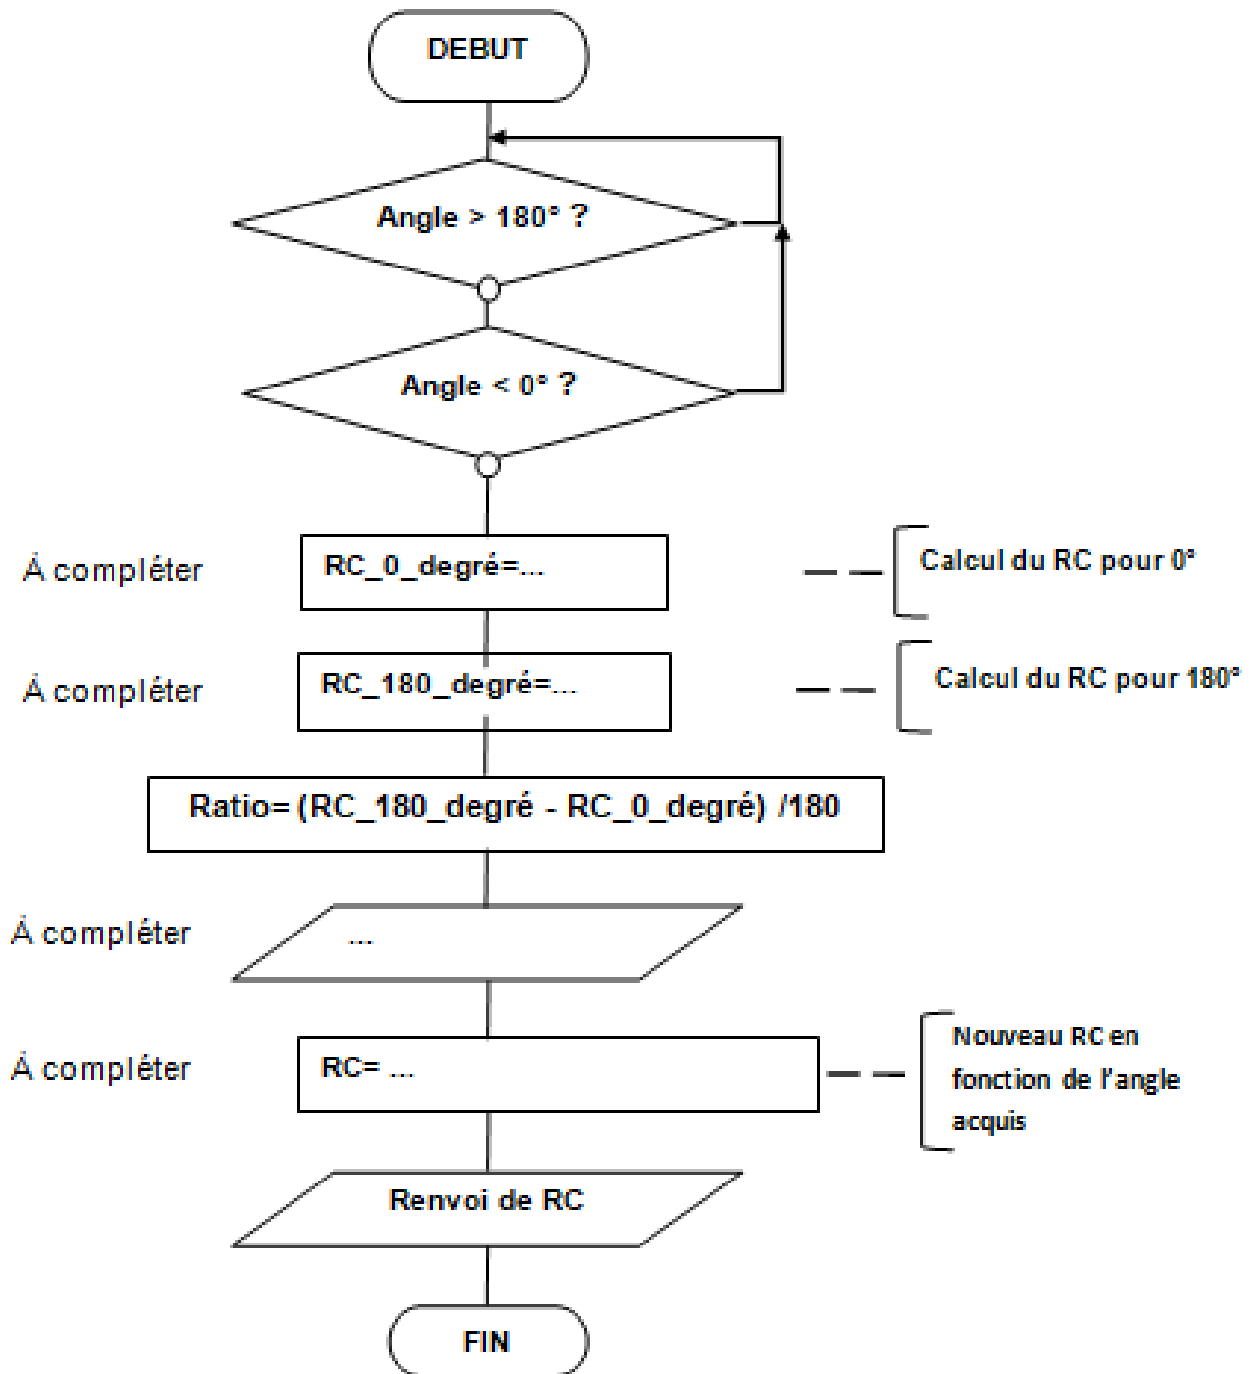 DEBUT
Angle > 180° ?
Angle < 0° ?
À compléter
RC_0_degré=...
Calcul du RC pour 0°
À compléter
RC_180_degré=...
Calcul du RC pour 180°
Ratio= (RC_180_degré - RC_0_degré) /180
À compléter
...
À compléter
RC= ...
Nouveau RC en
fonction de l'angle
acquis
Renvoi de RC
FIN